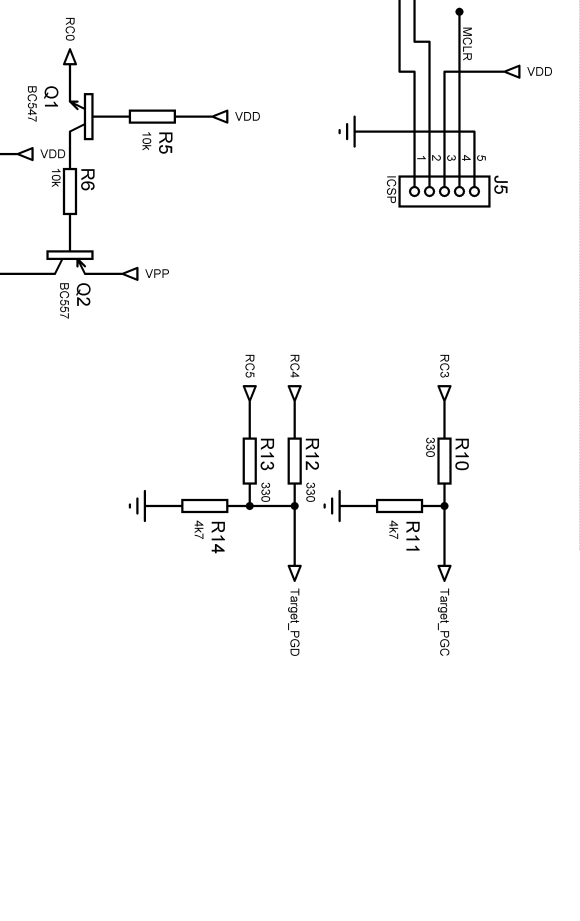 RC0
MCLR
VDD
Q1
BC547
VDD
R5
10k
1
2
3
4
5
J5
ICSP
VDD
R6
10k
VPP
Q2
BC557
RC5
RC4
RC3
R13
330
R12
330
R10
330
R14
4k7
R11
4k7
Target_PGD
Target_PGC